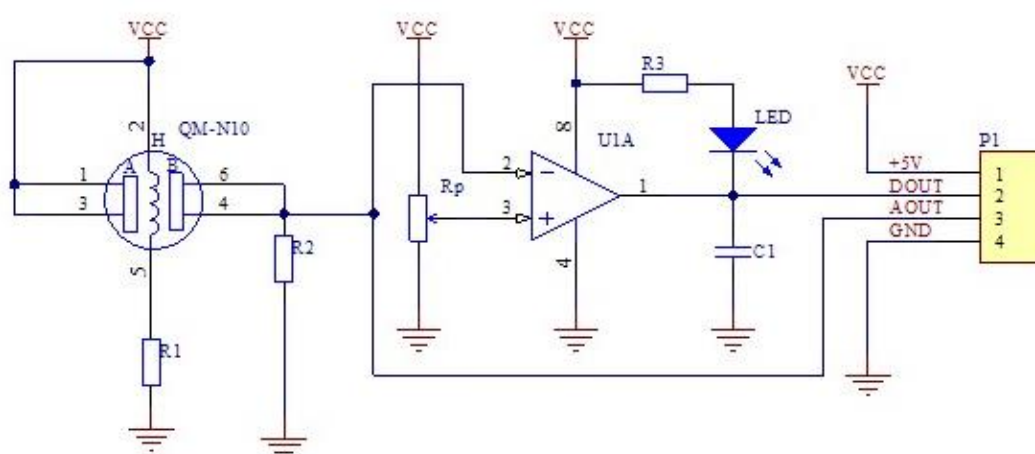 VCC
VCC
VCC
R3
VCC
2
H
QM-N10
8
U1A
LED
P1
1
A
B
6
2
−
1
+5V
1
DOUT
2
3
4
Rp
3
+
AOUT
3
GND
4
5
R2
4
C1
R1